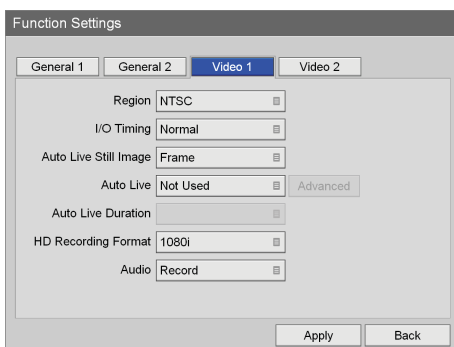 Function Settings
General 1 General 2 Video 1 Video 2
Region NTSC
I/O Timing Normal
Auto Live Still Image Frame
Auto Live Not Used Advanced
Auto Live Duration
HD Recording Format 1080i
Audio Record
Apply Back